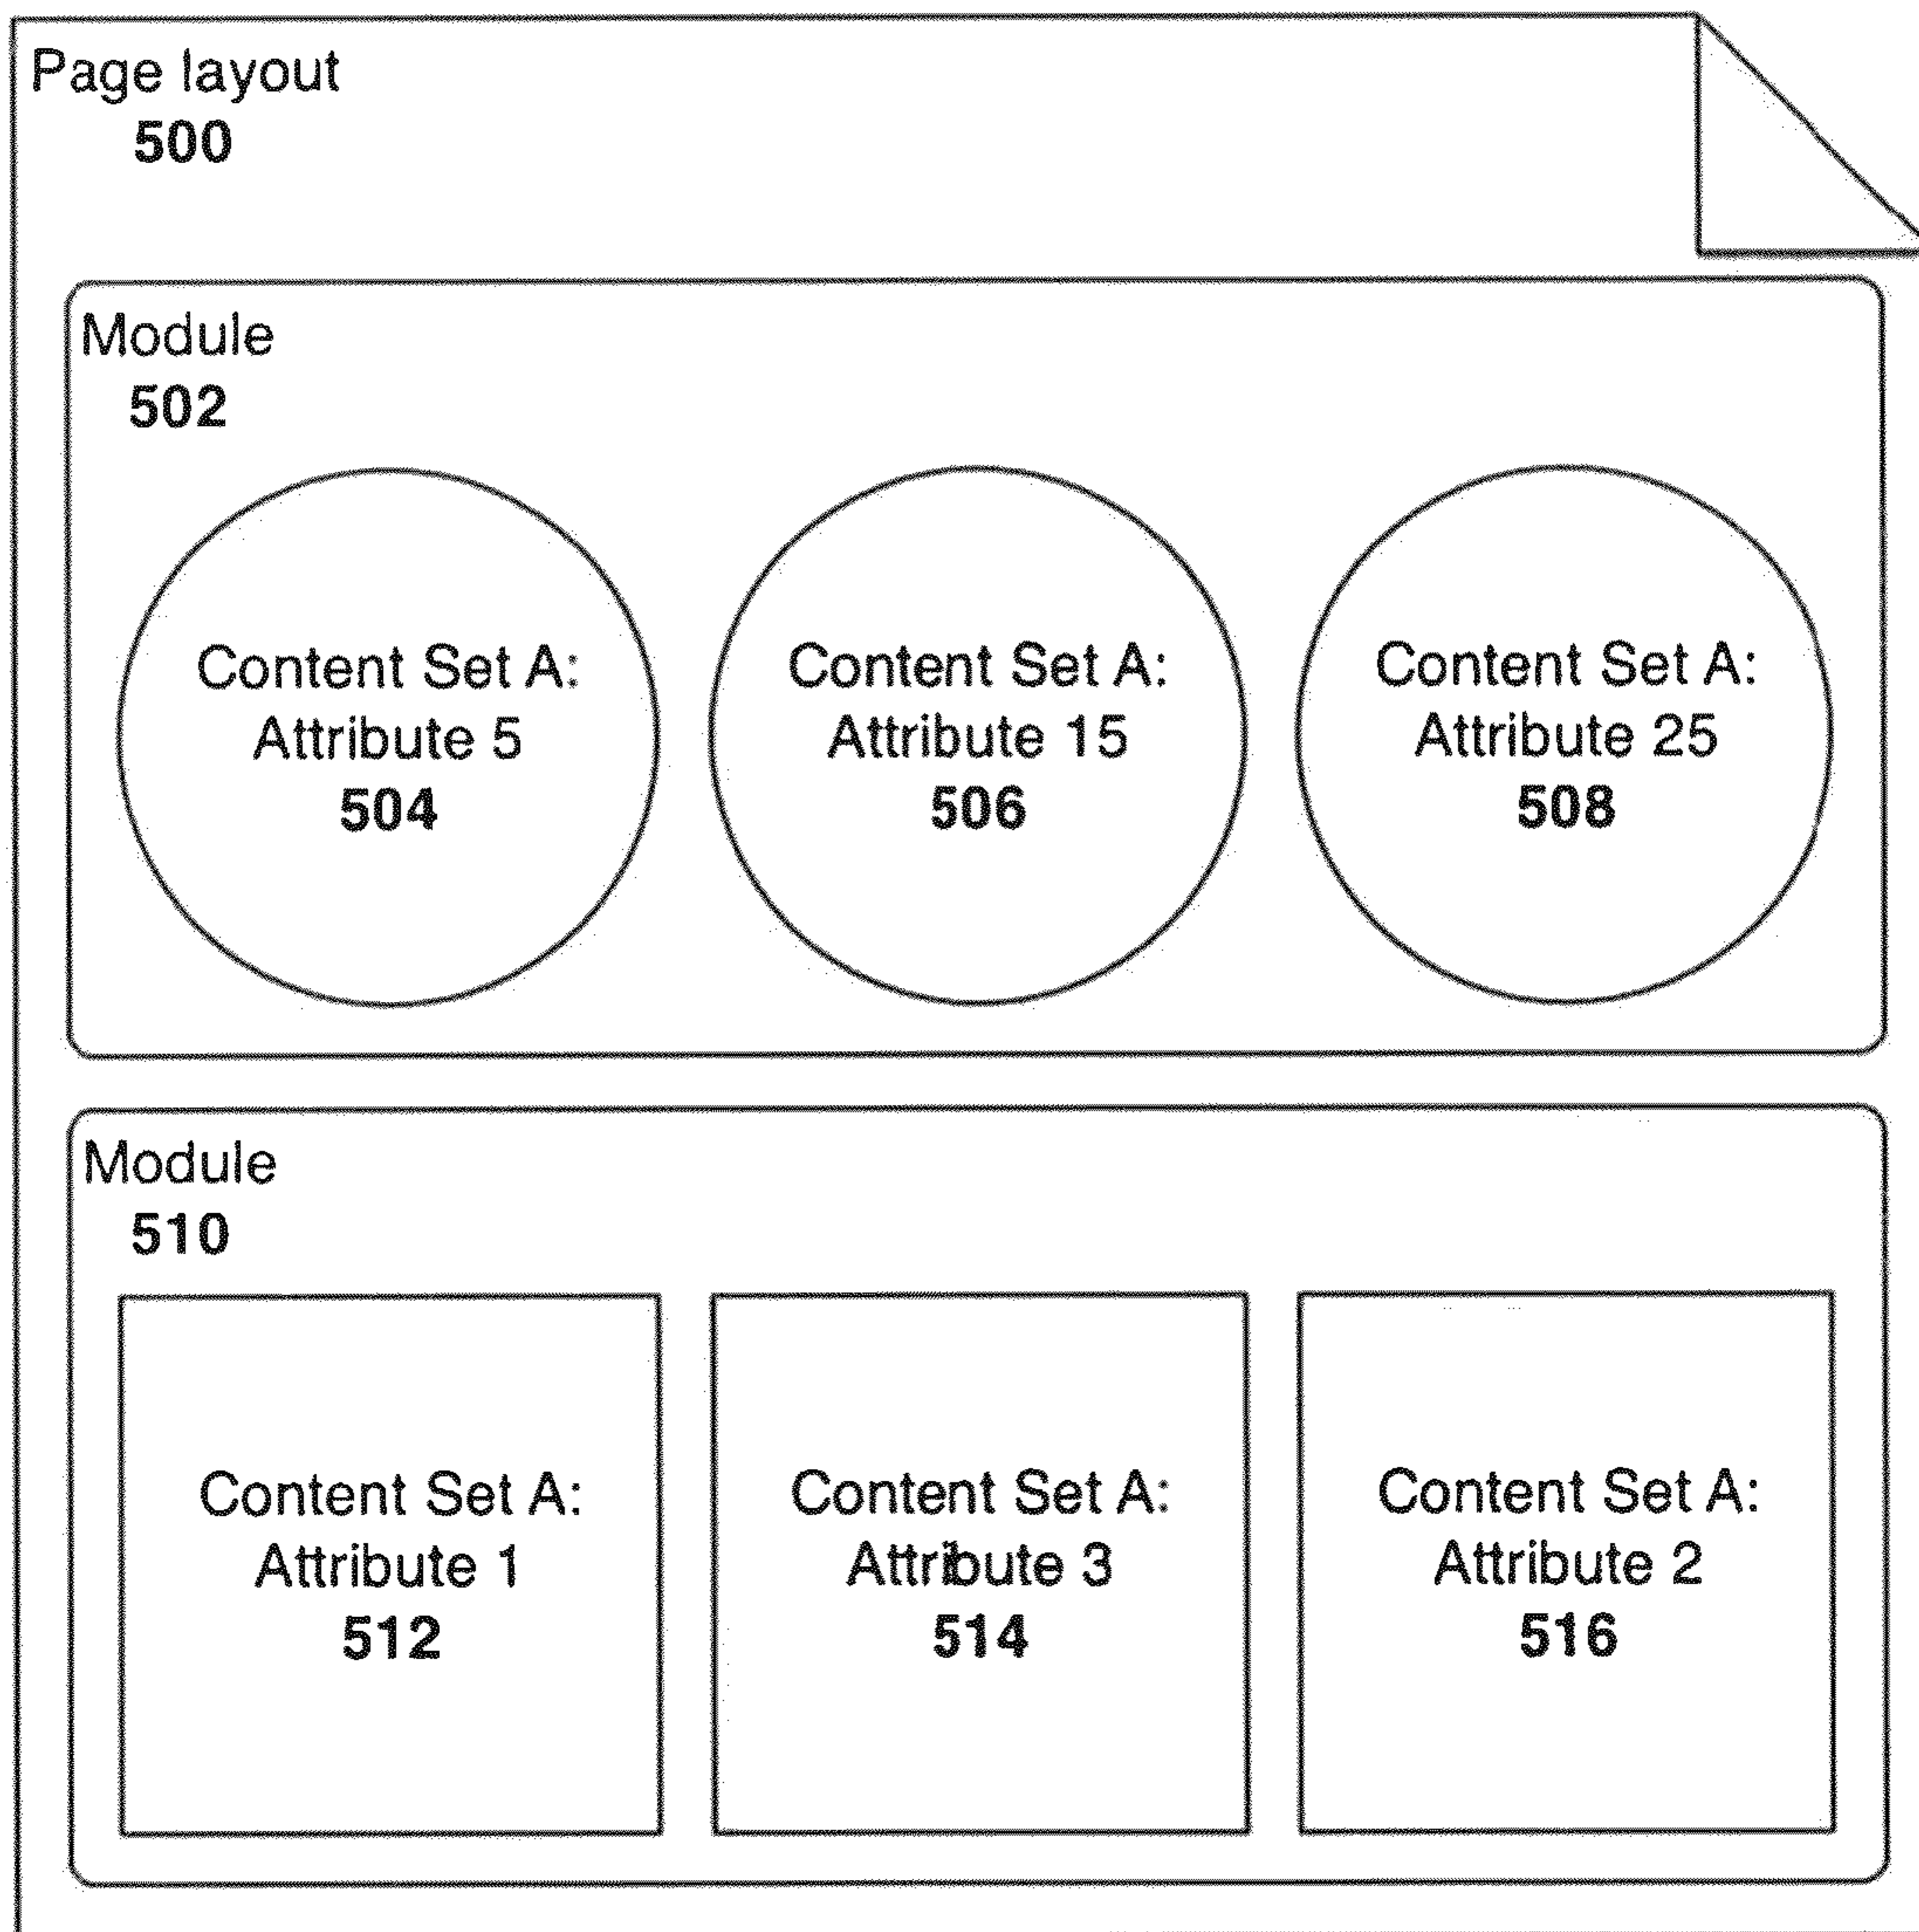 Page layout
500
Module
502
Content Set A:
Attribute 5
504
Content Set A:
Attribute 15
506
Content Set A:
Attribute 25
508
Module
510
Content Set A:
Attribute 1
512
Content Set A:
Attribute 3
514
Content Set A:
Attribute 2
516